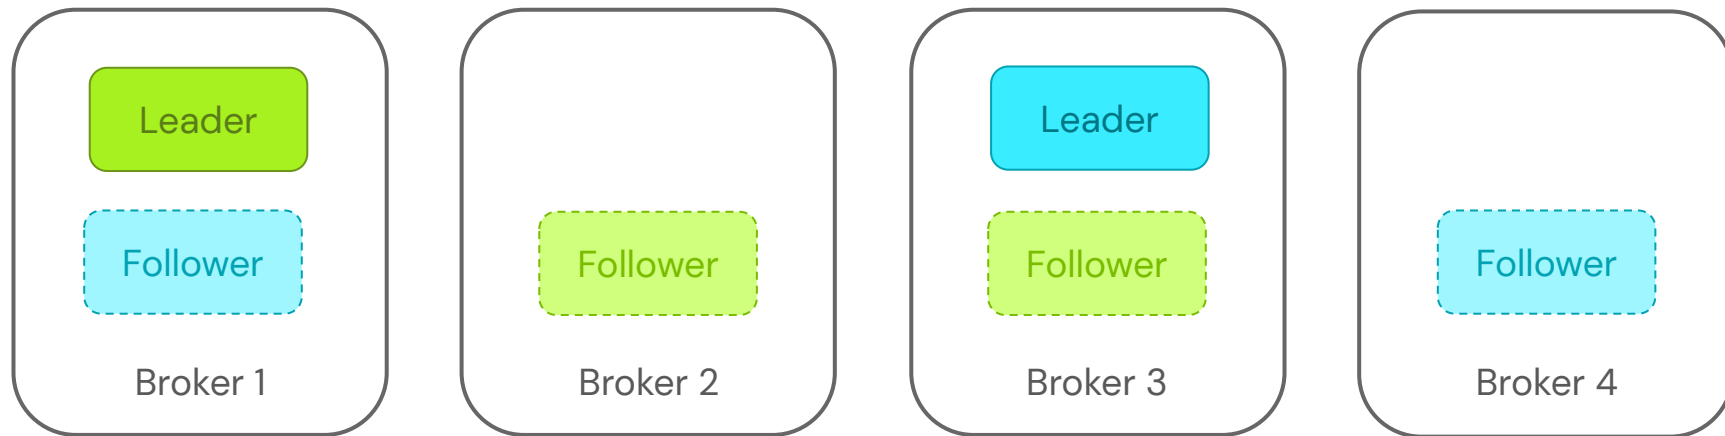 Leader
Follower
Broker 1
Follower
Broker 2
Leader
Follower
Broker 3
Follower
Broker 4